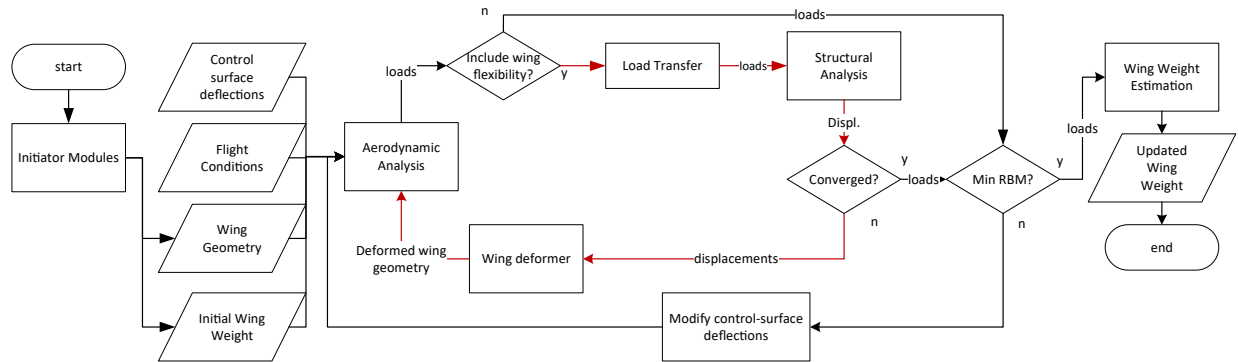 start
Initiator Modules
Control
surface
deflections
Flight
Conditions
Wing
Geometry
Initial Wing
Weight
Aerodynamic
Analysis
loads
n
Include wing
flexibility?
y
Load Transfer
loads
Structural
Analysis
loads
Displ.
Converged?
y
loads
n
displacements
Wing deformer
Deformed wing
geometry
Min RBM?
y
n
Modify control-surface
deflections
loads
Wing Weight
Estimation
Updated
Wing
Weight
end